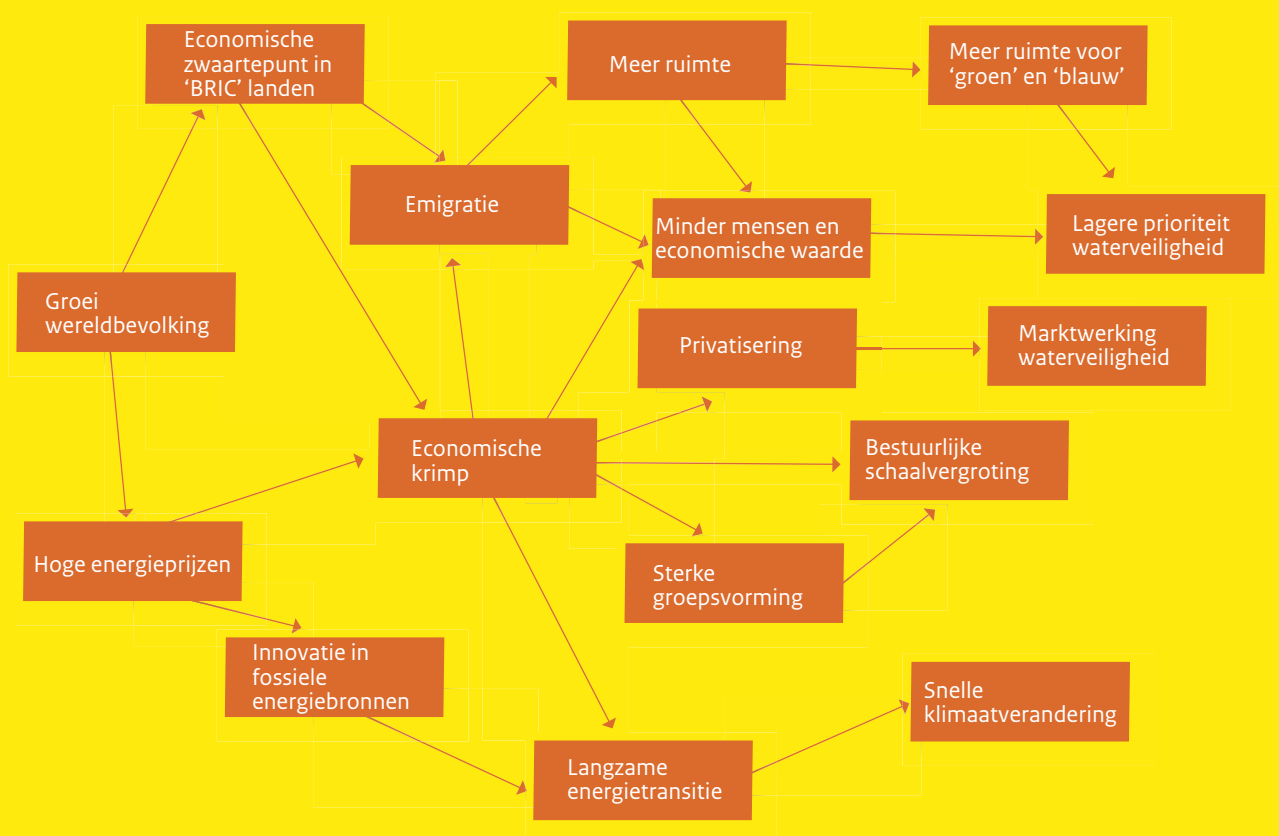 Economische
zwaartepunt in
‘BRIC’ landen
Meer ruimte
Meer ruimte voor
‘groen’ en ‘blauw’
Emigratie
Minder mensen en
economische waarde
Lagere prioriteit
waterveiligheid
Groei
wereldbevolking
Privatisering
Marktwerking
waterveiligheid
Economische
krimp
Bestuurlijke
schaalvergroting
Hoge energieprijzen
Sterke
groepsvorming
Innovatie in
fossiele
energiebronnen
Snelle
klimaatverandering
Langzame
energietransitie